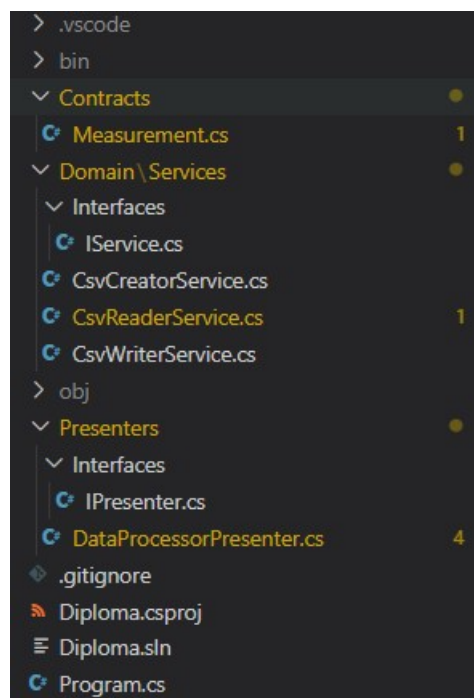 .vscode
bin
Contracts
C# Measurement.cs 1
Domain\Services
Interfaces
C# IService.cs
C# CsvCreatorService.cs
C# CsvReaderService.cs 1
C# CsvWriterService.cs
obj
Presenters
Interfaces
C# IPresenter.cs
C# DataProcessorPresenter.cs 4
.gitignore
Diploma.csproj
Diploma.sln
C# Program.cs